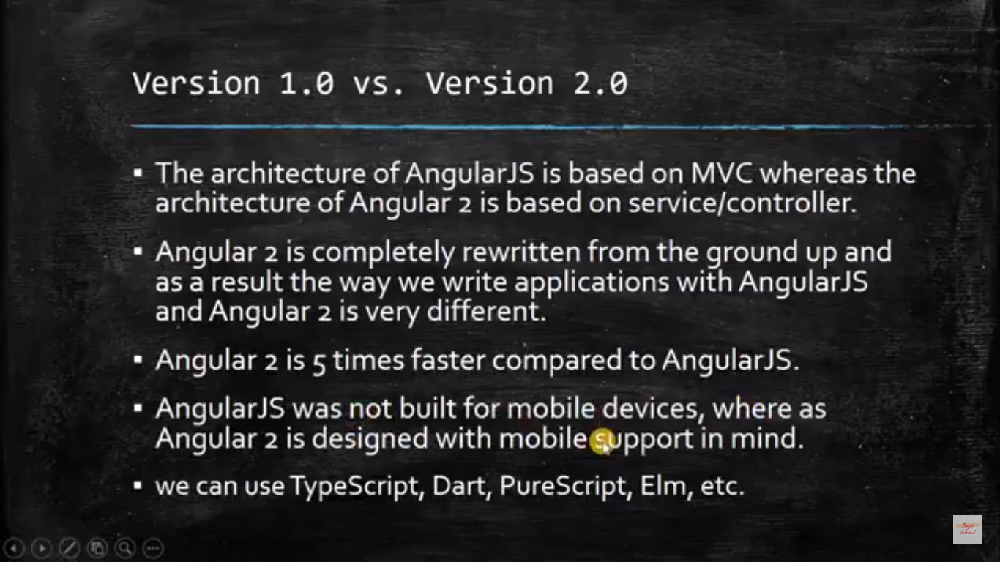 Version 1.0 vs. Version 2.0
▪ The architecture of AngularJS is based on MVC whereas the
architecture of Angular 2 is based on service/controller.
▪ Angular 2 is completely rewritten from the ground up and
as a result the way we write applications with AngularJS
and Angular 2 is very different.
▪ Angular 2 is 5 times faster compared to AngularJS.
▪ AngularJS was not built for mobile devices, where as
Angular 2 is designed with mobile support in mind.
▪ we can use TypeScript, Dart, PureScript, Elm, etc.